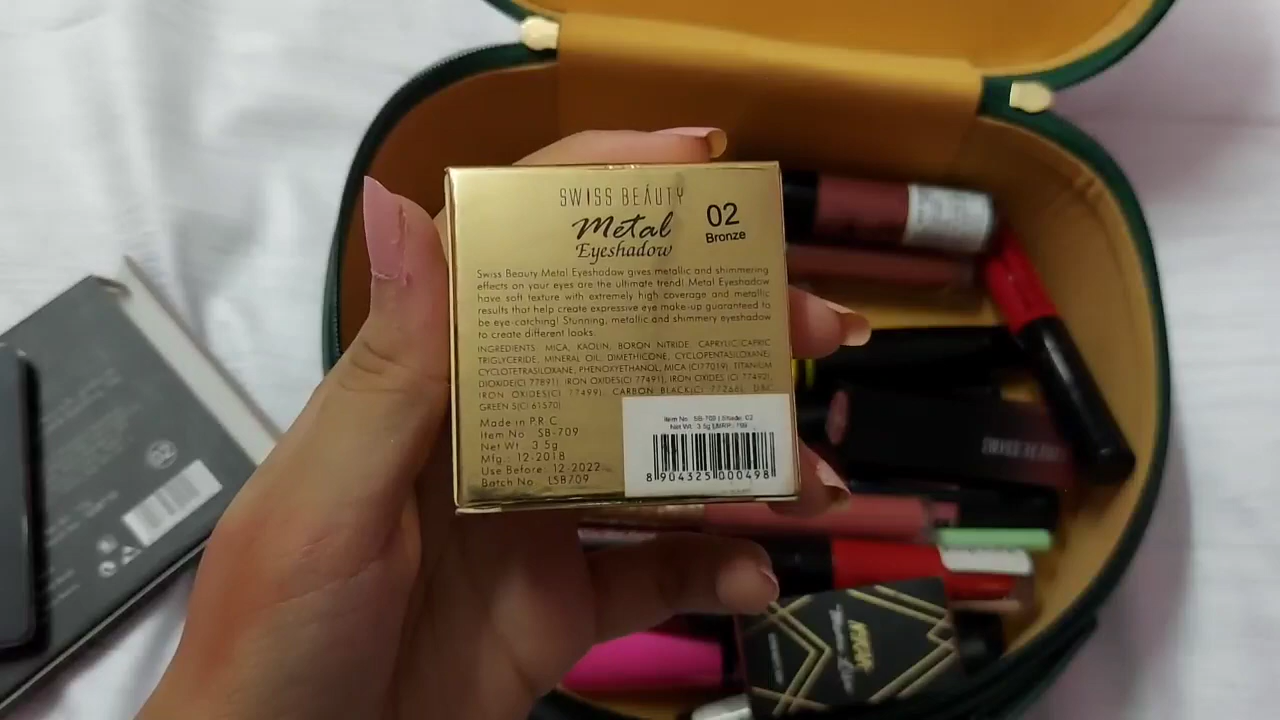 SWISS BEAUTY
Metal
Eyeshadow
02
Bronze
Swiss Beauty Metal Eyeshadow gives metallic and shimmering
effects on your eyes are the ultimate trend! Metal Eyeshadow
have soft texture with extremely high coverage and metallic
results that help create expressive eye make-up guaranteed to
be eye-catching! Stunning, metallic and shimmery eyeshadow
to create different looks.
INGREDIENTS: MICA, KAOLIN, BORON NITRIDE, CAPRYLIC/CAPRIC
TRIGLYCERIDE, MINERAL OIL, DIMETHICONE, CYCLOPENTASILOXANE,
CYCLOTETRASILOXANE, PHENOXYETHANOL, MICA (CI77019) TITANIUM
DIOXIDE(CI 77891) IRON OXIDES(CI 77491), IRON OXIDES (CI 77492),
IRON OXIDES(CI 77499), CARBON BLACK(CI 77266), D&C
GREEN 5(CI 61570)
Made in P.R.C
Item No. SB-709
Net Wt. 3.5g
Mfg.: 12-2018
Use Before: 12 2022
Batch No. LSB709
Item No. SB-709 | Shade: 02
Net Wt. 3.5g | MRP.:
8 904325 000498
02
NYKAA